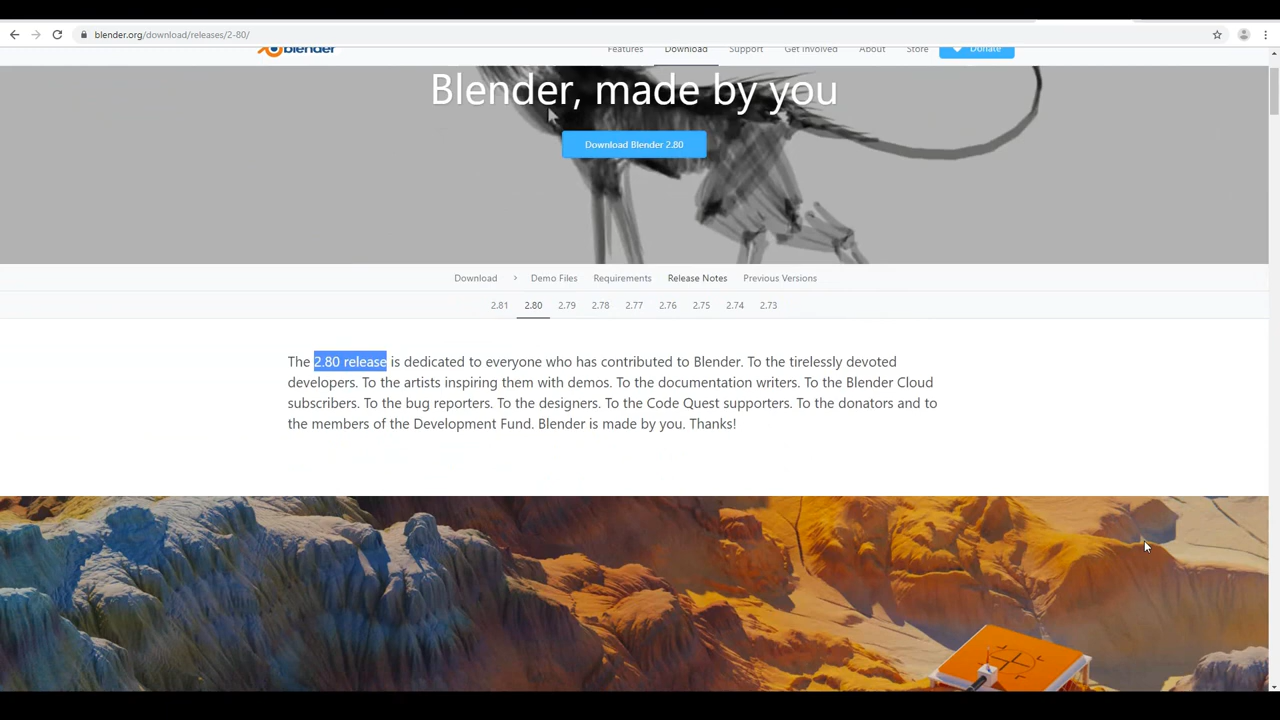 blender.org/download/releases/2-80/
blender Features Download Support Get Involved About Store Donate
Blender, made by you
Download Blender 2.80
Download > Demo Files Requirements Release Notes Previous Versions
2.81 2.80 2.79 2.78 2.77 2.76 2.75 2.74 2.73
The 2.80 release is dedicated to everyone who has contributed to Blender. To the tirelessly devoted
developers. To the artists inspiring them with demos. To the documentation writers. To the Blender Cloud
subscribers. To the bug reporters. To the designers. To the Code Quest supporters. To the donators and to
the members of the Development Fund. Blender is made by you. Thanks!